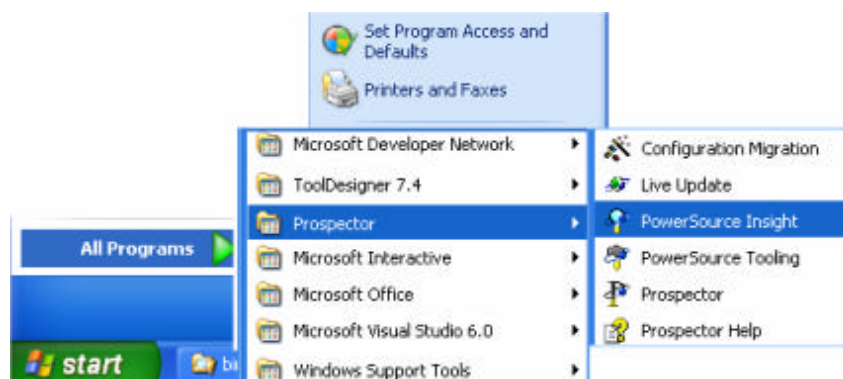 Set Program Access and
Defaults
Printers and Faxes
Microsoft Developer Network
ToolDesigner 7.4
Prospector
Microsoft Interactive
Microsoft Office
Microsoft Visual Studio 6.0
Windows Support Tools
Configuration Migration
Live Update
PowerSource Insight
PowerSource Tooling
Prospector
Prospector Help
All Programs
start
bi